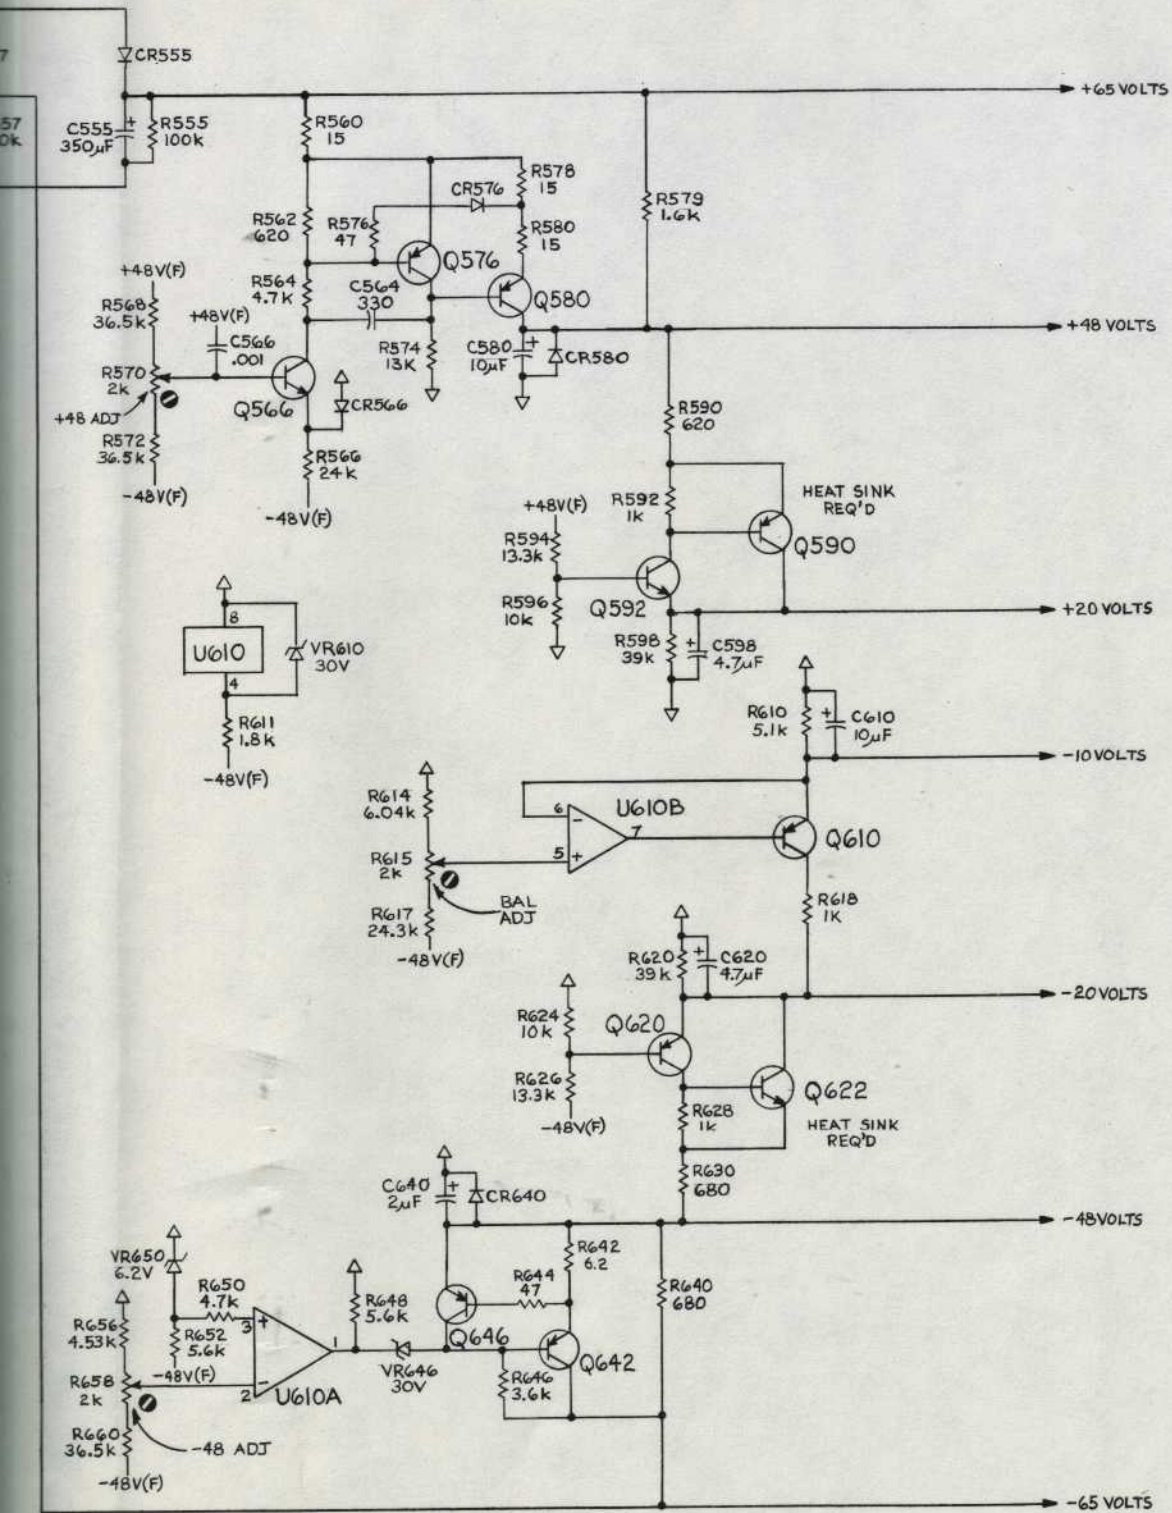 7
57
0k
CR555
+65 VOLTS
C555
350µF
+
R555
100k
R560
15
R578
15
CR576
R579
1.6k
R562
620
R576
47
R580
15
Q576
+48V(F)
R564
4.7k
C564
330
Q580
R568
36.5k
+48V(F)
C566
.001
R574
13k
C580
10µF
+
CR580
+48 VOLTS
R570
2k
+48 ADJ
Q566
CR566
R572
36.5k
-48V(F)
R566
24k
-48V(F)
R590
620
R592
1k
HEAT SINK
REQ'D
Q590
+48V(F)
R594
13.3k
R596
10k
Q592
+20 VOLTS
8
U610
4
VR610
30V
R598
39k
+
C598
4.7µF
R611
1.8k
-48V(F)
R610
5.1k
+
C610
10µF
-10 VOLTS
R614
6.04k
6
-
U610B
7
Q610
R615
2k
5
+
BAL
ADJ
R618
1K
R617
24.3k
-48V(F)
R620
39k
+
C620
4.7µF
-20 VOLTS
R624
10k
Q620
R626
13.3k
-48V(F)
Q622
R628
1k
HEAT SINK
REQ'D
R630
680
C640
2µF
+
CR640
-48 VOLTS
VR650
6.2V
R642
6.2
R644
47
R640
680
R650
4.7k
3
+
R648
5.6k
R656
4.53k
R652
5.6k
-48V(F)
1
Q646
Q642
VR646
30V
R646
3.6k
R658
2k
2
-
U610A
R660
36.5k
-48 ADJ
-48V(F)
-65 VOLTS